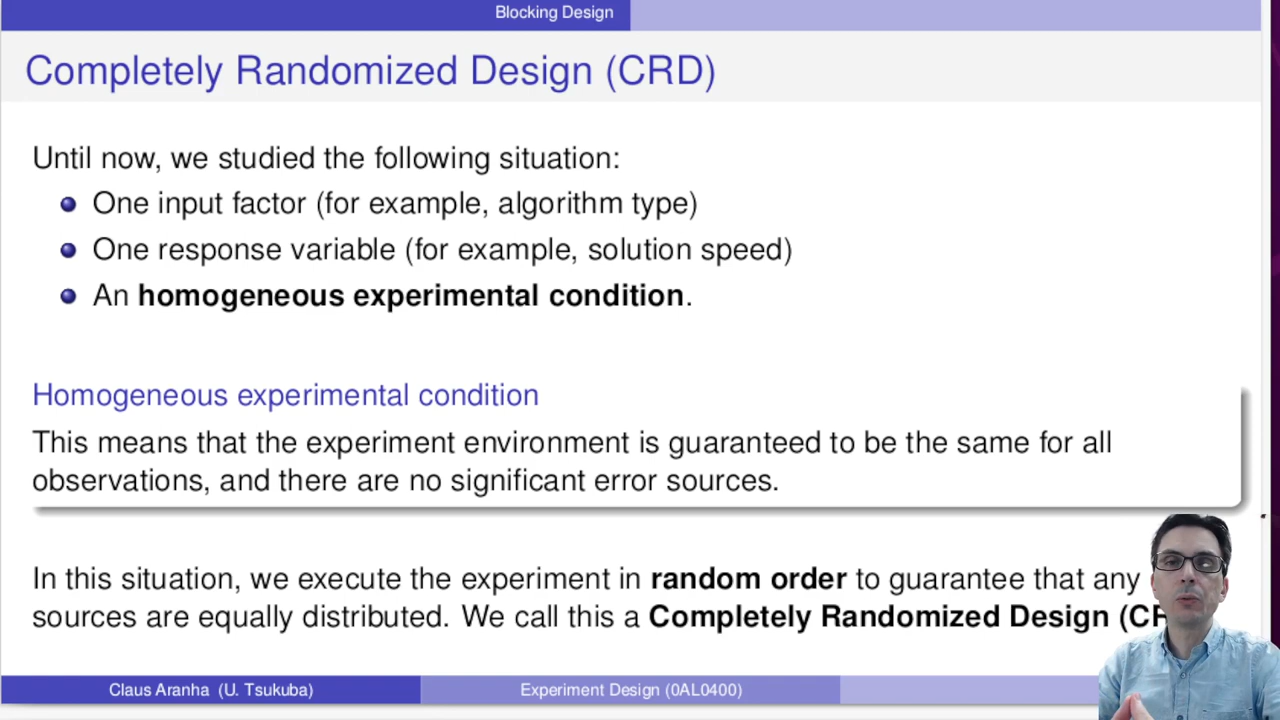 Blocking Design
Completely Randomized Design (CRD)
Until now, we studied the following situation:
One input factor (for example, algorithm type)
One response variable (for example, solution speed)
An homogeneous experimental condition.
Homogeneous experimental condition
This means that the experiment environment is guaranteed to be the same for all
observations, and there are no significant error sources.
In this situation, we execute the experiment in random order to guarantee that any
sources are equally distributed. We call this a Completely Randomized Design
Claus Aranha (U. Tsukuba)
Experiment Design (0AL0400)